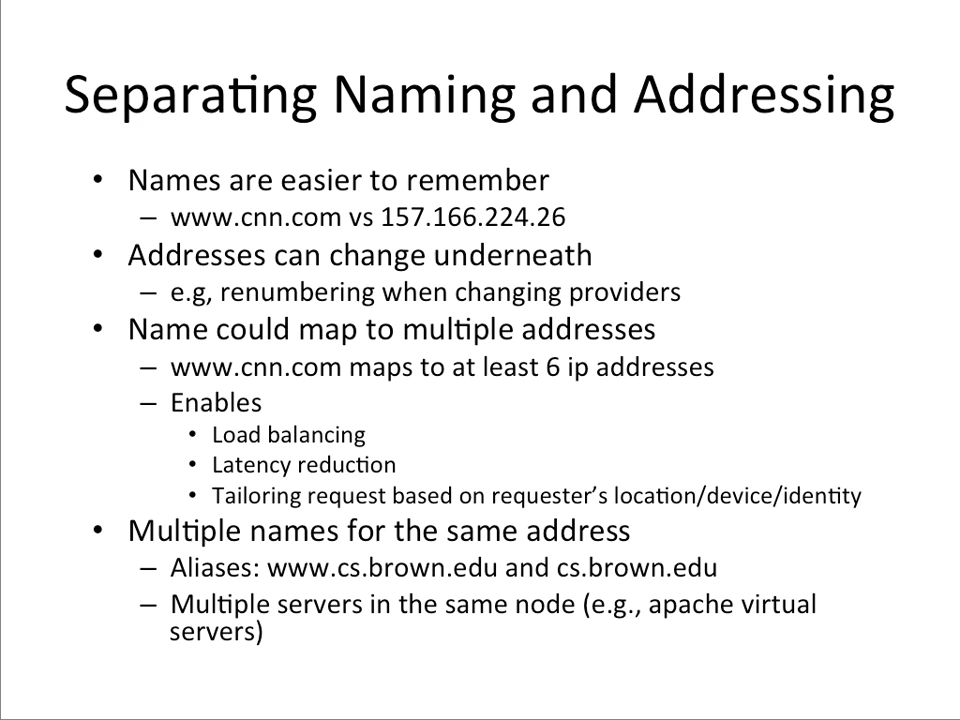 Separating Naming and Addressing
• Names are easier to remember
– www.cnn.com vs 157.166.224.26
• Addresses can change underneath
– e.g, renumbering when changing providers
• Name could map to multiple addresses
– www.cnn.com maps to at least 6 ip addresses
– Enables
• Load balancing
• Latency reduction
• Tailoring request based on requester’s location/device/identity
• Multiple names for the same address
– Aliases: www.cs.brown.edu and cs.brown.edu
– Multiple servers in the same node (e.g., apache virtual
servers)